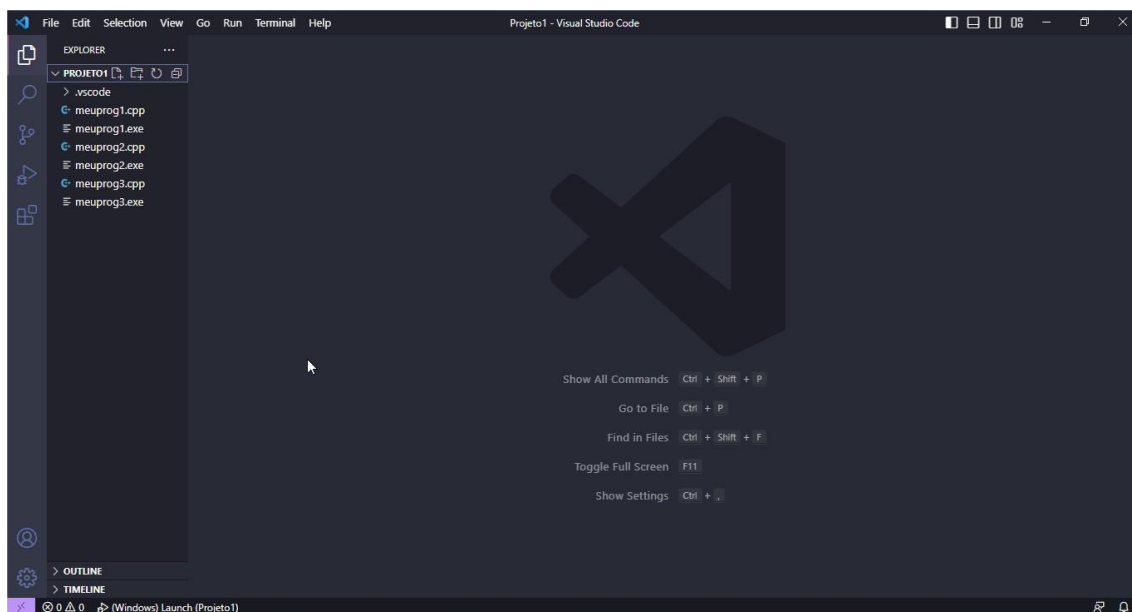 File Edit Selection View Go Run Terminal Help Projeto1 - Visual Studio Code
EXPLORER
PROJETO1
.vscode
meuprog1.cpp
meuprog1.exe
meuprog2.cpp
meuprog2.exe
meuprog3.cpp
meuprog3.exe
Show All Commands Ctrl + Shift + P
Go to File Ctrl + P
Find in Files Ctrl + Shift + F
Toggle Full Screen F11
Show Settings Ctrl + ,
OUTLINE
TIMELINE
0 0 (Windows) Launch (Projeto1)